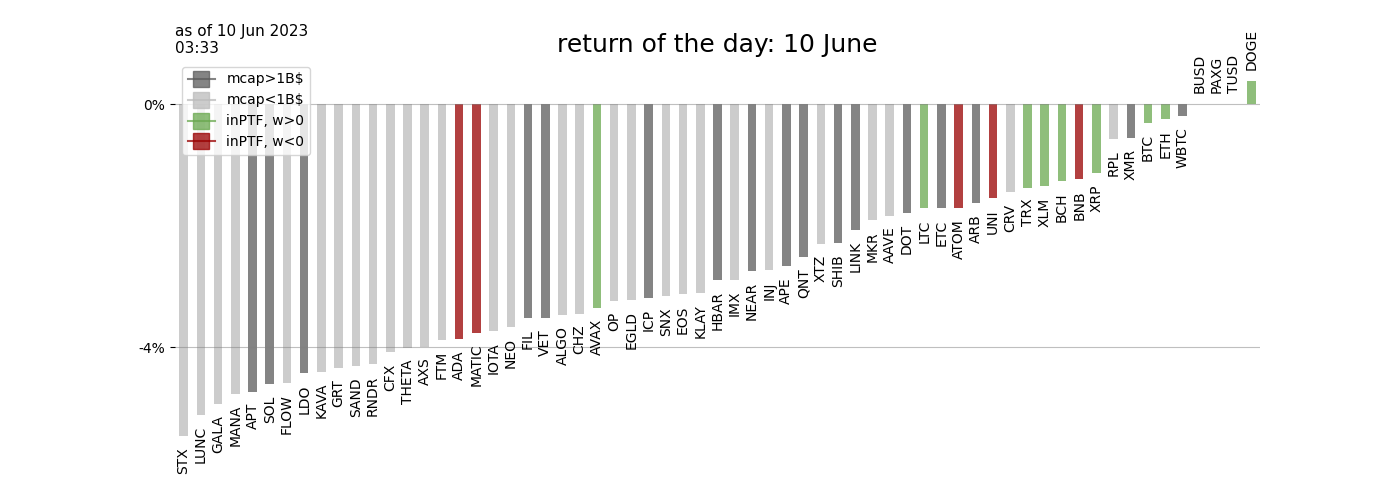 as of 10 Jun 2023
03:33
return of the day: 10 June
mcap>1B$
mcap<1B$
inPTF, w>0
inPTF, w<0
0%
-4%
STX
LUNC
GALA
MANA
APT
SOL
FLOW
LDO
KAVA
GRT
SAND
RNDR
CFX
THETA
AXS
FTM
ADA
MATIC
IOTA
NEO
FIL
VET
ALGO
CHZ
AVAX
OP
EGLD
ICP
SNX
EOS
KLAY
HBAR
IMX
NEAR
INJ
APE
QNT
XTZ
SHIB
LINK
MKR
AAVE
DOT
LTC
ETC
ATOM
ARB
UNI
CRV
TRX
XLM
BCH
BNB
XRP
RPL
XMR
BTC
ETH
WBTC
BUSD
PAXG
TUSD
DOGE